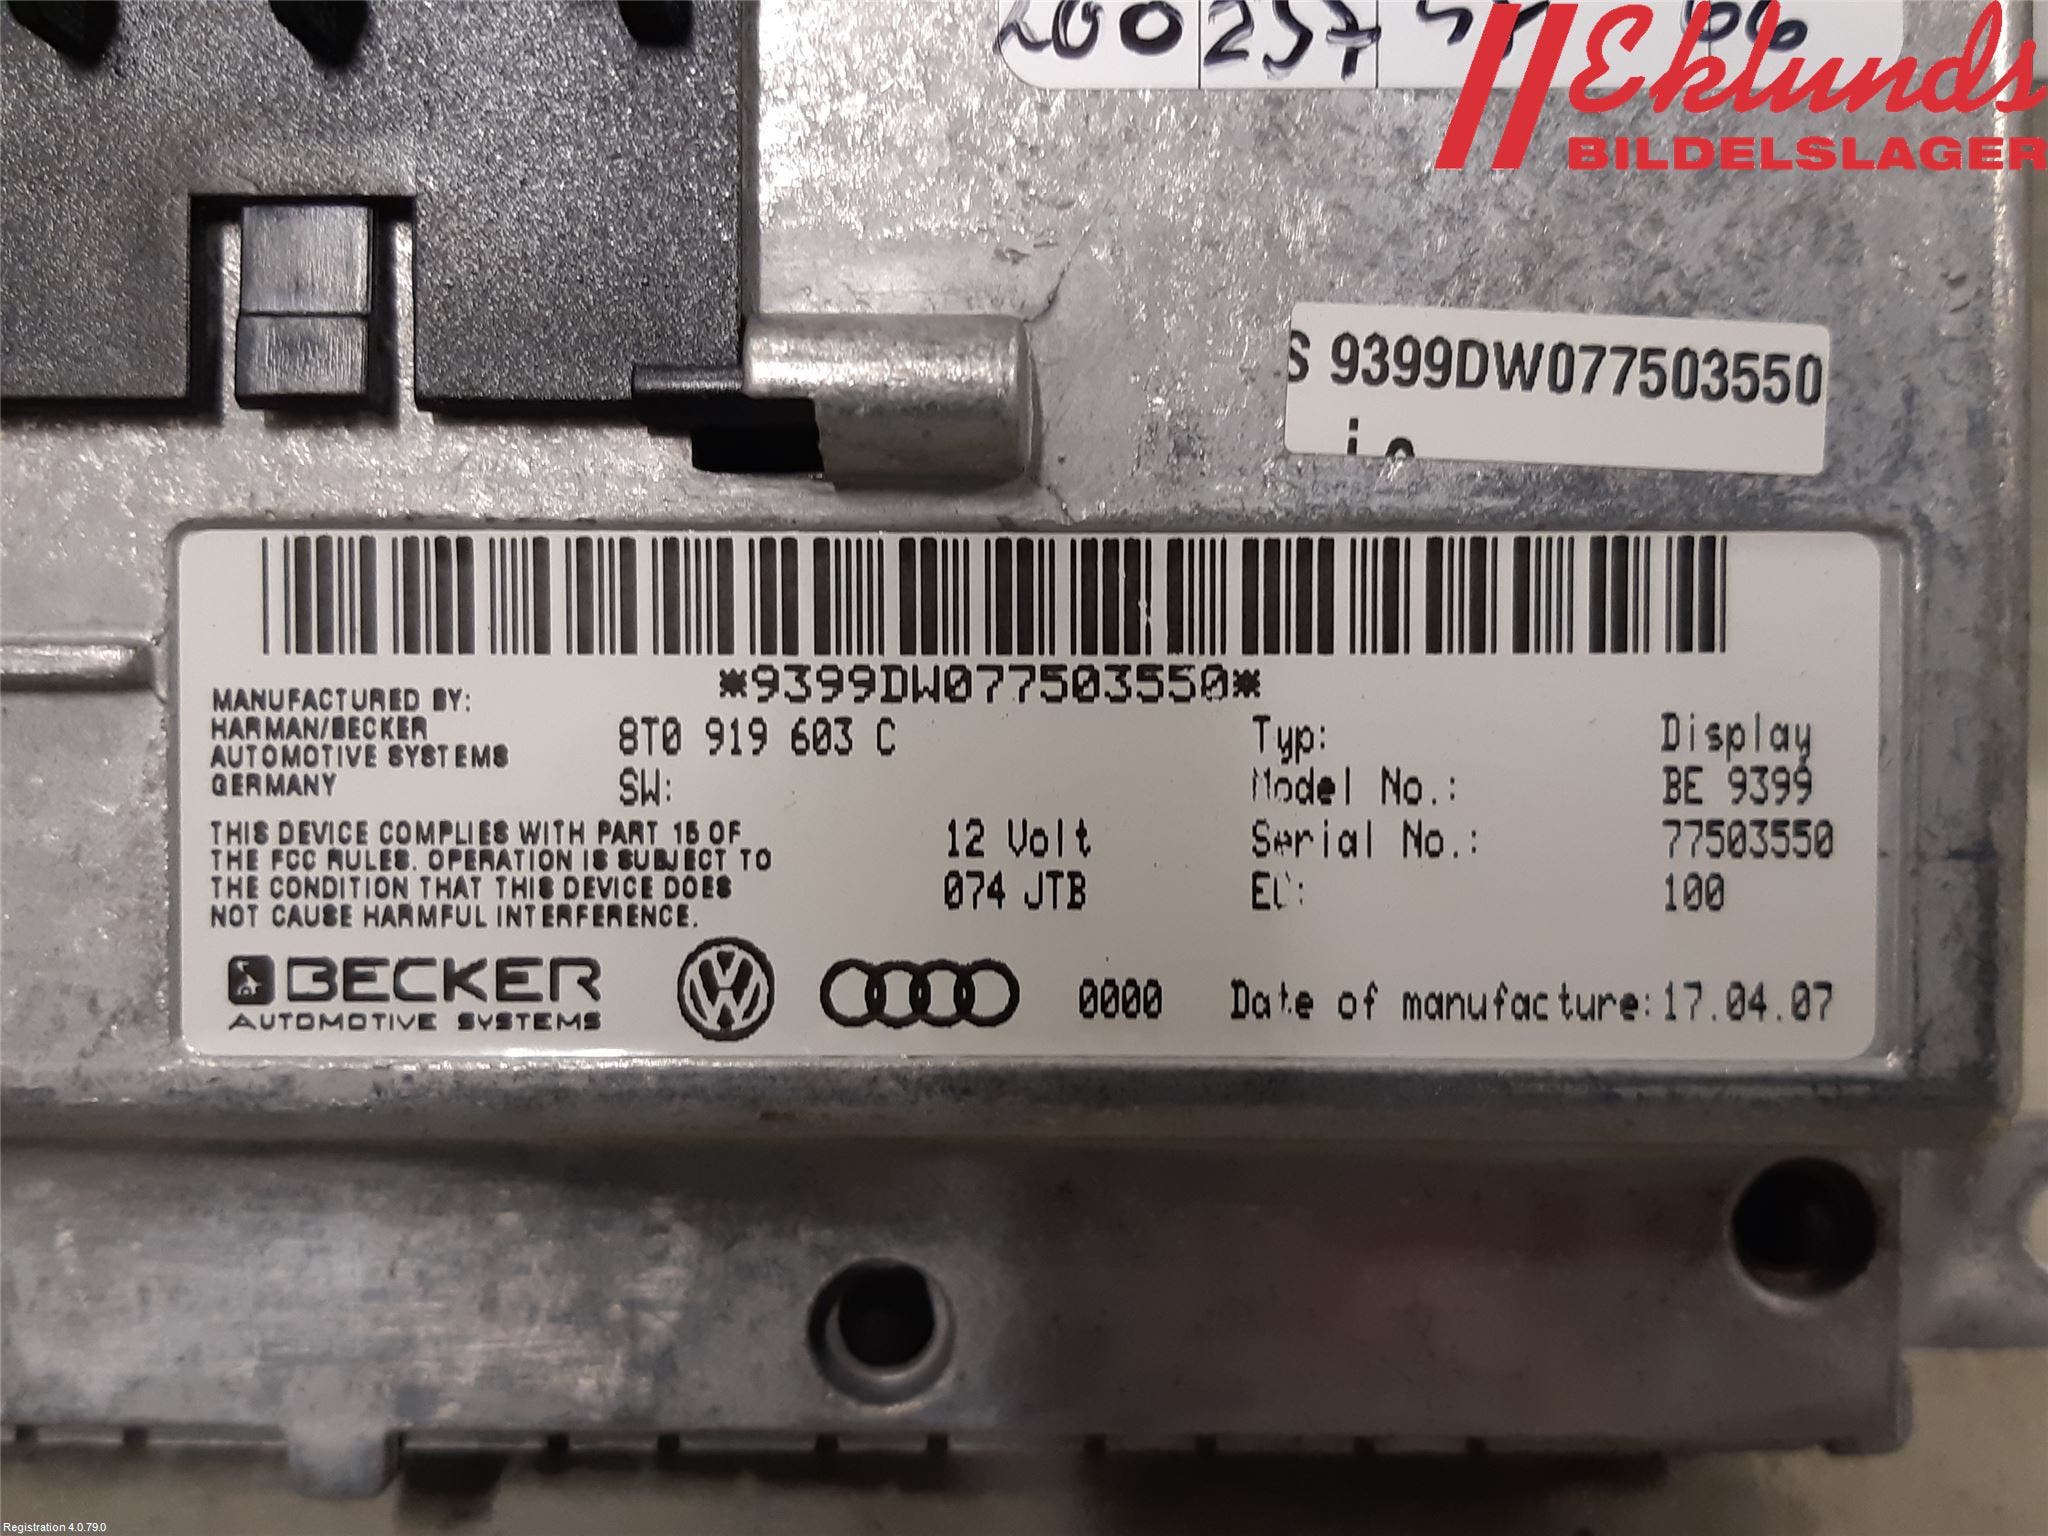 Eklunds
BILDELSLAGER
S 9399DW077503550
*9399DW077503550*
MANUFACTURED BY:
HARMAN/BECKER
AUTOMOTIVE SYSTEMS
GERMANY
8T0 919 603 C
SW:
Typ: Display
Model No.: BE 9399
Serial No.: 77503550
100
THIS DEVICE COMPLIES WITH PART 15 OF
THE FCC RULES. OPERATION IS SUBJECT TO
THE CONDITION THAT THIS DEVICE DOES
NOT CAUSE HARMFUL INTERFERENCE.
12 Volt
074 JTB
BECKER
AUTOMOTIVE SYSTEMS
0000
Date of manufacture:17.04.07
Registration 4.0.79.0